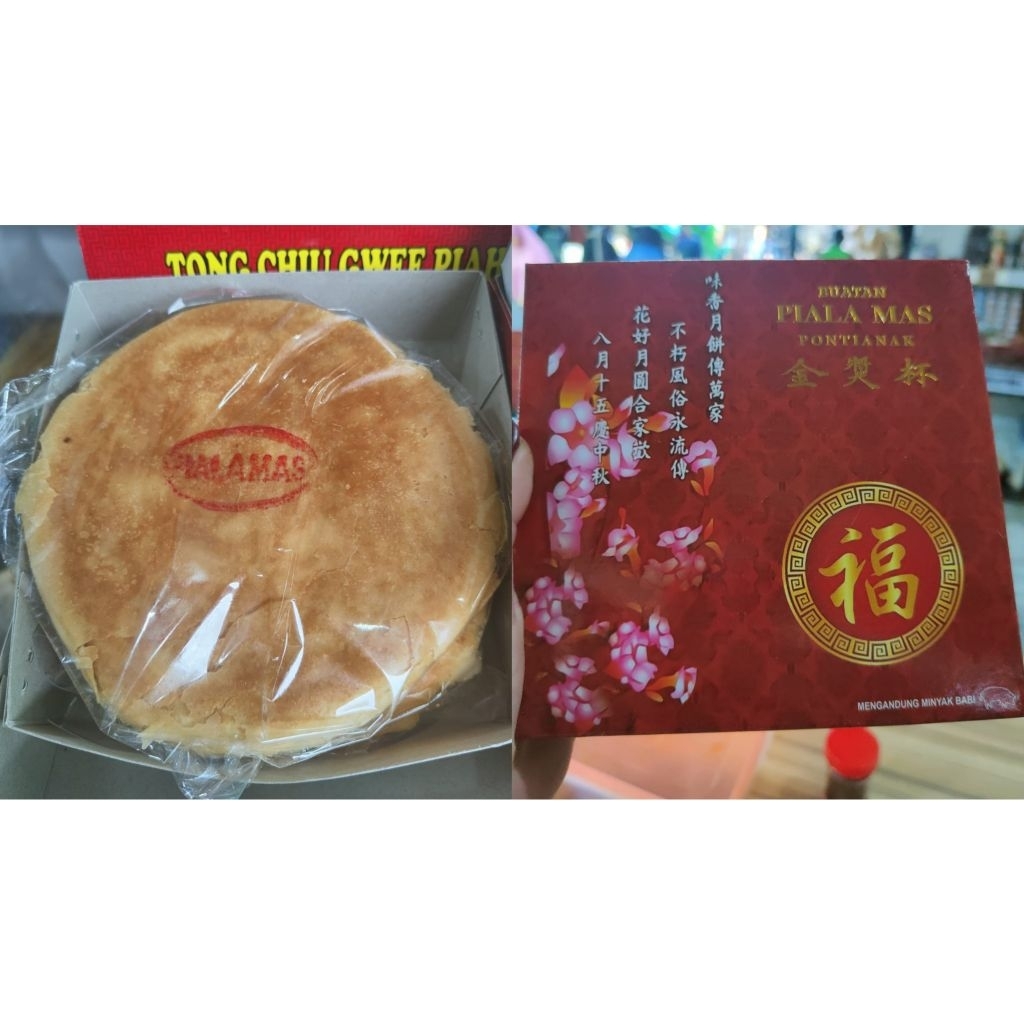 TONG CHIU GWEE PIAH
PIALAMAS
BUATAN
PIALA MAS
PONTIANAK
金奬杯
味香月餅傳萬家
不朽風俗永流傳
花好月圓合家歡
八月十五慶中秋
福
MENGANDUNG MINYAK BABI